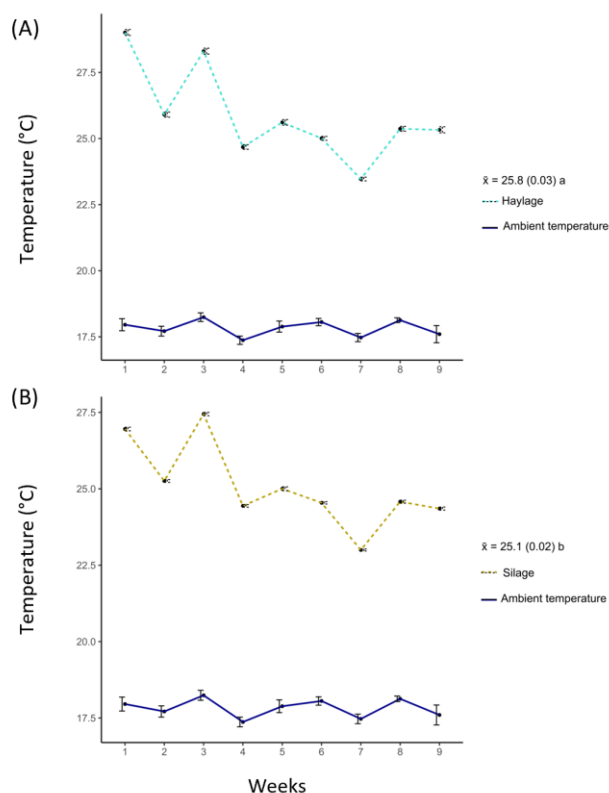 (A)
Temperature (°C)
27.5
25.0
22.5
20.0
17.5
1 2 3 4 5 6 7 8 9
x̄ = 25.8 (0.03) a
Haylage
Ambient temperature
(B)
Temperature (°C)
27.5
25.0
22.5
20.0
17.5
1 2 3 4 5 6 7 8 9
x̄ = 25.1 (0.02) b
Silage
Ambient temperature
Weeks